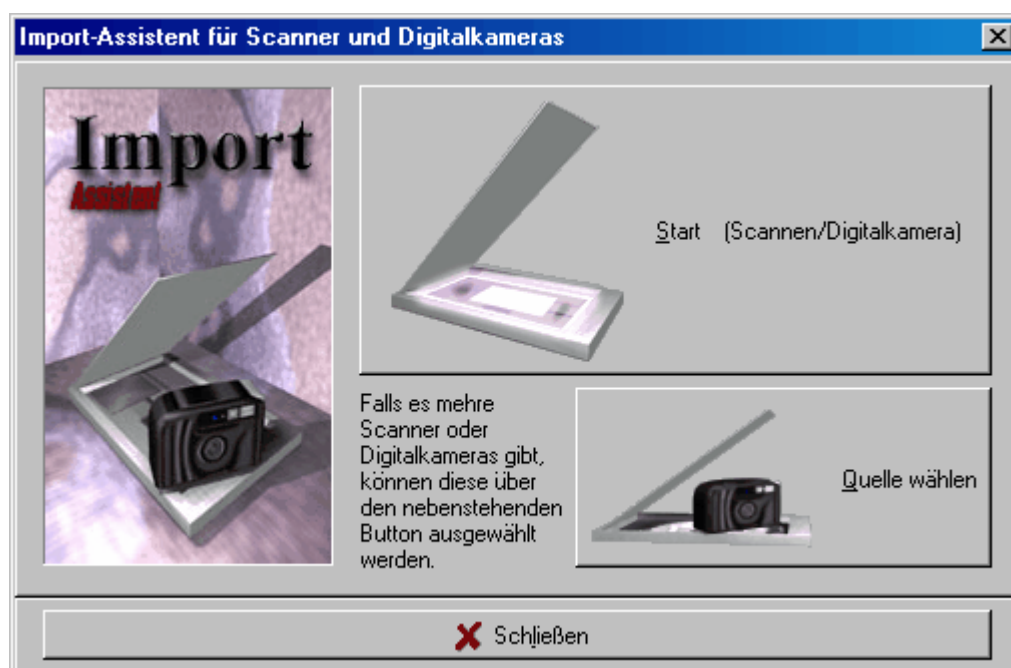 Import-Assistent für Scanner und Digitalkameras
Import
Assistent
Start (Scannen/Digitalkamera)
Falls es mehre
Scanner oder
Digitalkameras gibt,
können diese über
den nebenstehenden
Button ausgewählt
werden.
Quelle wählen
Schließen